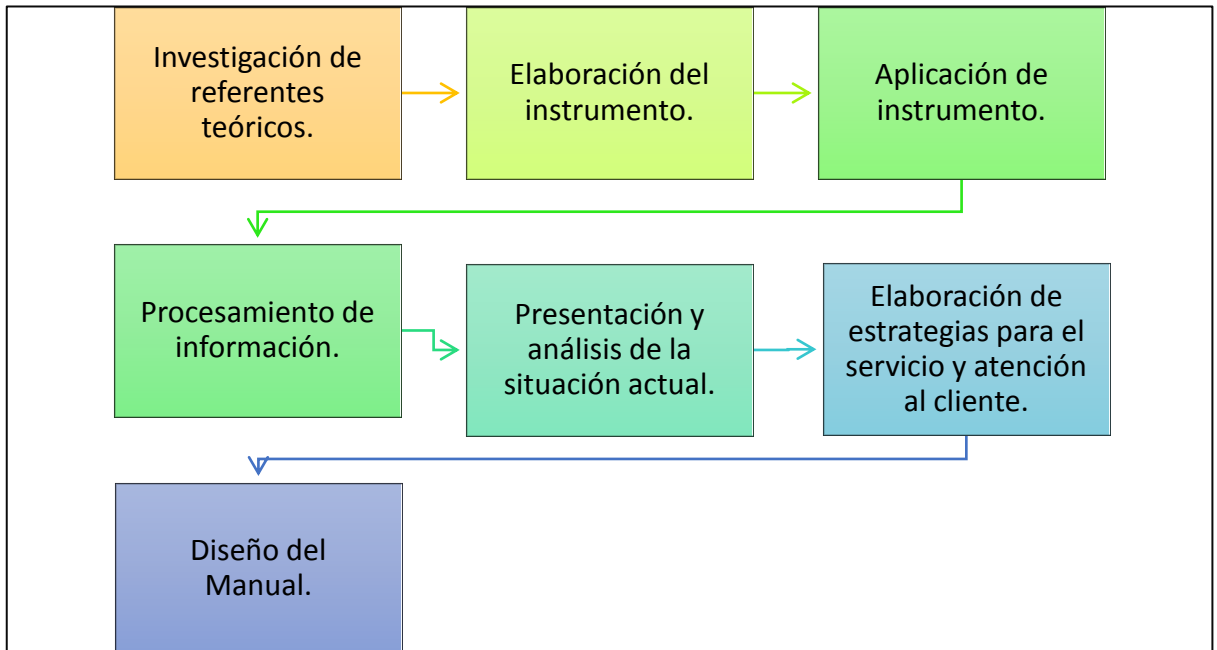 Investigación de
referentes
teóricos.
Elaboración del
instrumento.
Aplicación de
instrumento.
Procesamiento de
información.
Presentación y
análisis de la
situación actual.
Elaboración de
estrategias para el
servicio y atención
al cliente.
Diseño del
Manual.